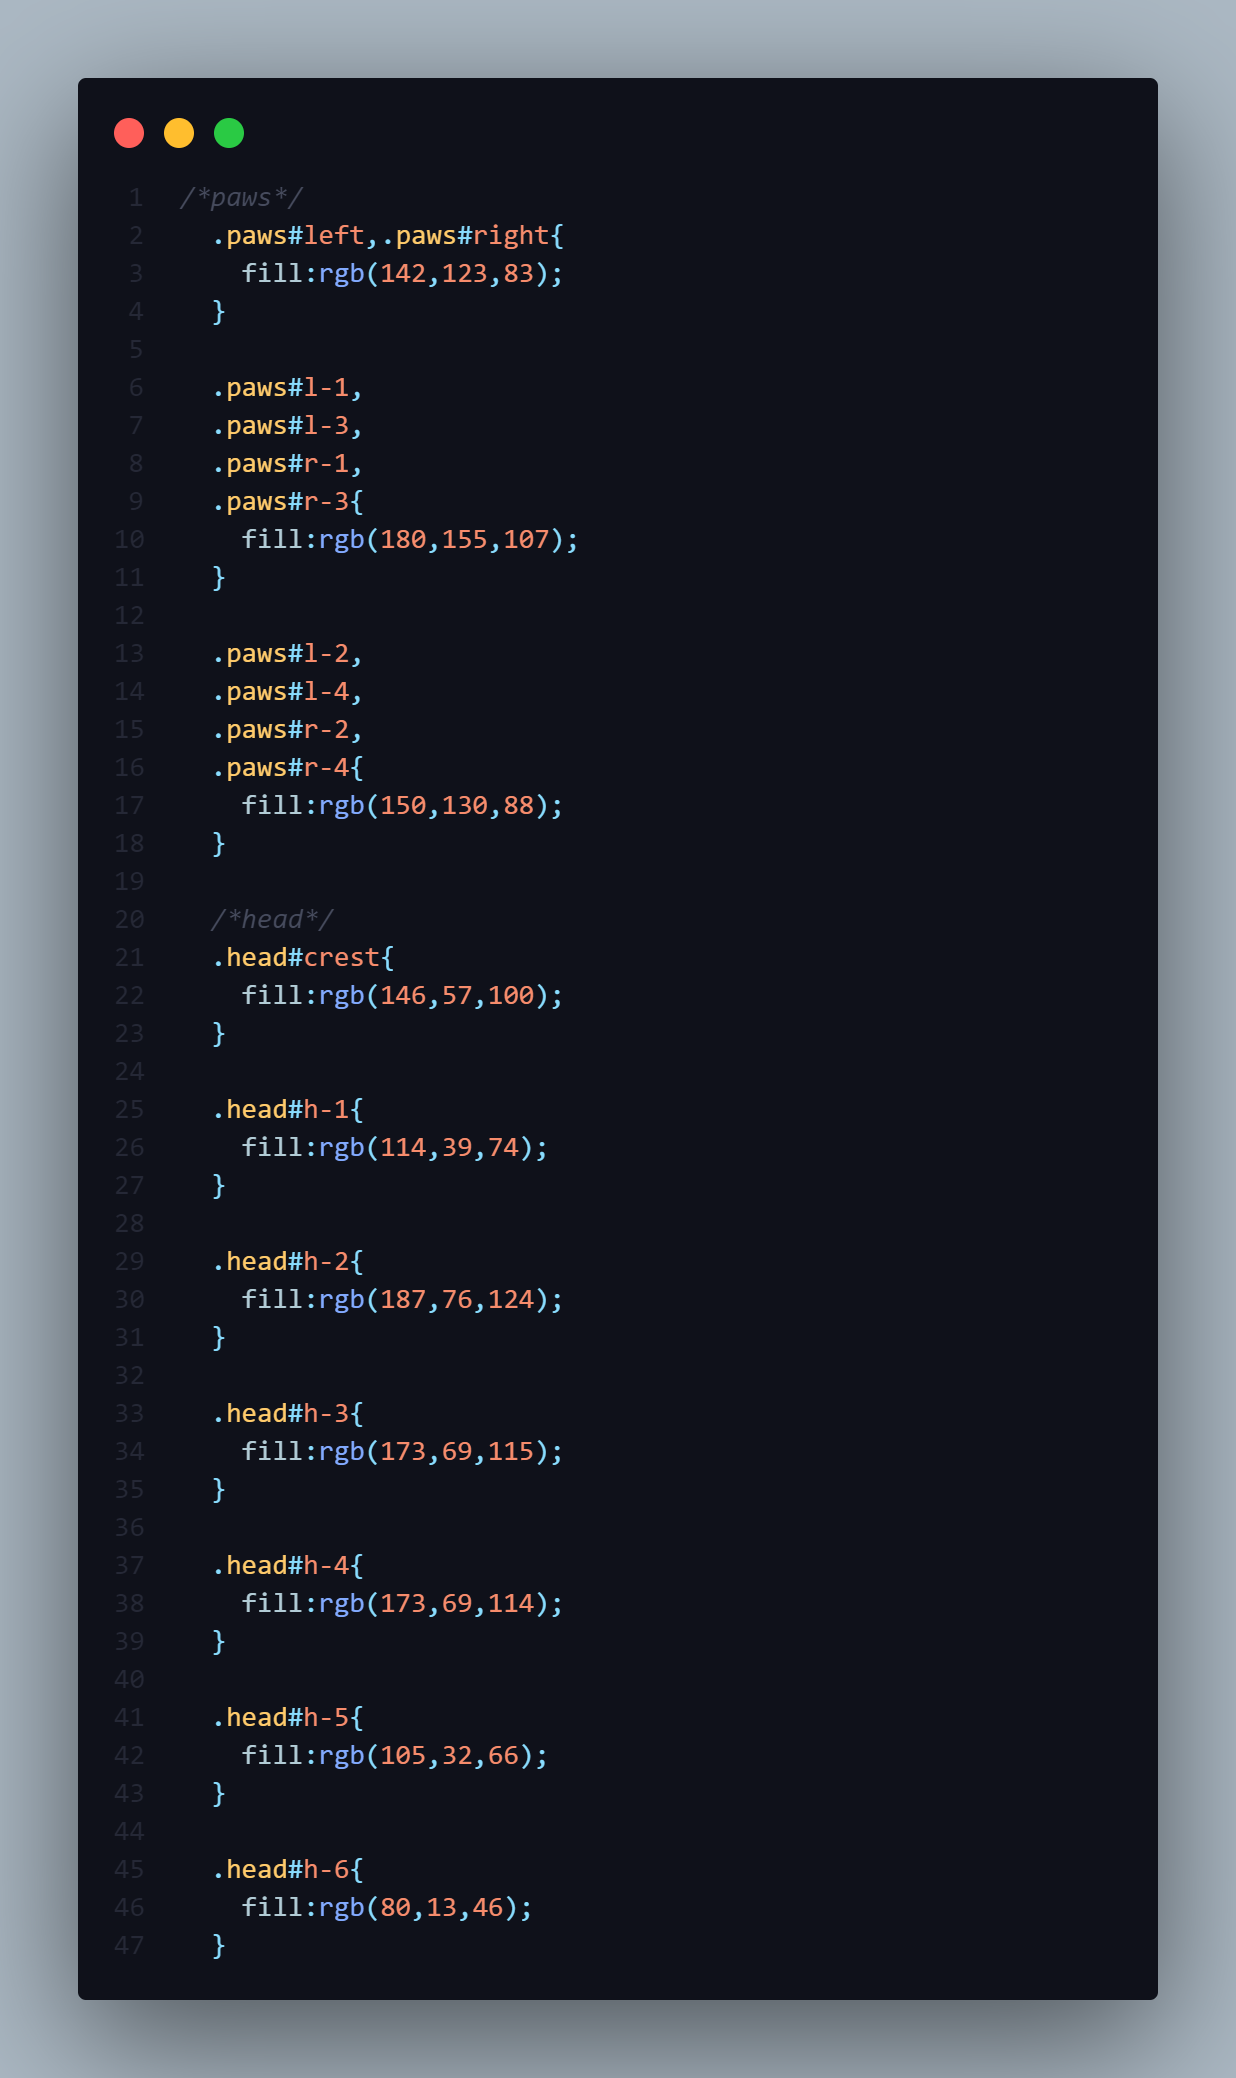 1 /*paws*/
2 .paws#left,.paws#right{
3 fill:rgb(142,123,83);
4 }
5
6 .paws#l-1,
7 .paws#l-3,
8 .paws#r-1,
9 .paws#r-3{
10 fill:rgb(180,155,107);
11 }
12
13 .paws#l-2,
14 .paws#l-4,
15 .paws#r-2,
16 .paws#r-4{
17 fill:rgb(150,130,88);
18 }
19
20 /*head*/
21 .head#crest{
22 fill:rgb(146,57,100);
23 }
24
25 .head#h-1{
26 fill:rgb(114,39,74);
27 }
28
29 .head#h-2{
30 fill:rgb(187,76,124);
31 }
32
33 .head#h-3{
34 fill:rgb(173,69,115);
35 }
36
37 .head#h-4{
38 fill:rgb(173,69,114);
39 }
40
41 .head#h-5{
42 fill:rgb(105,32,66);
43 }
44
45 .head#h-6{
46 fill:rgb(80,13,46);
47 }